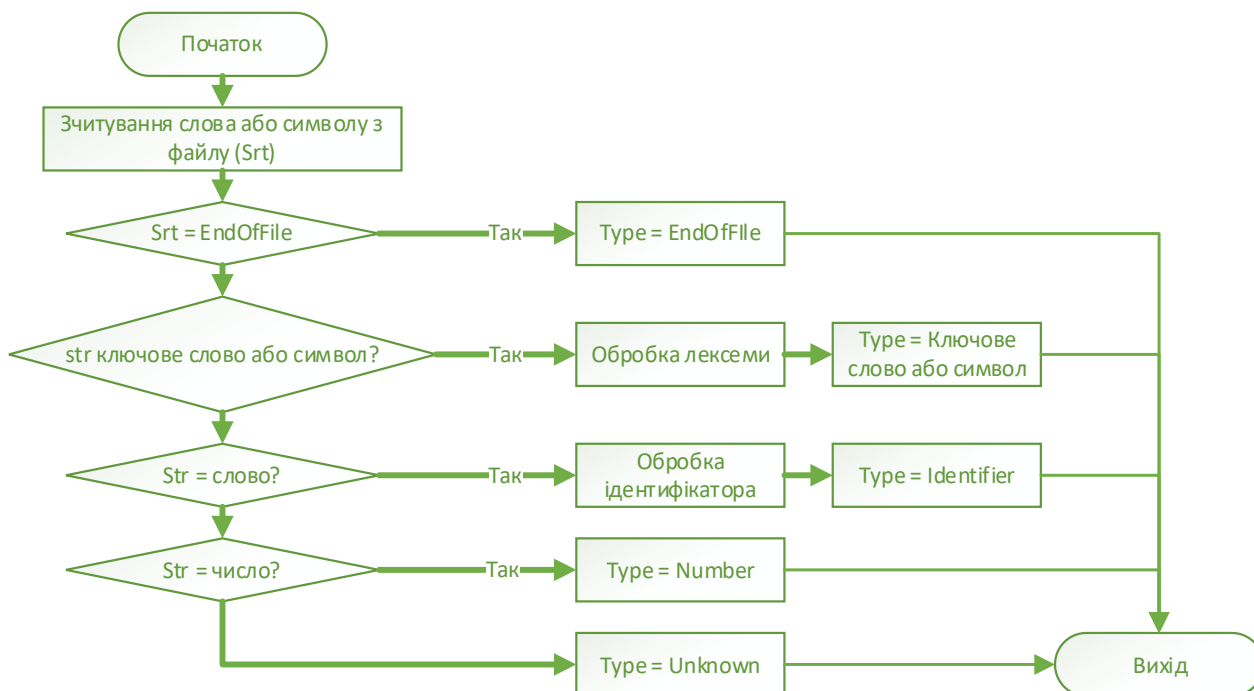 Початок
Зчитування слова або символу з
файлу (Srt)
Srt = EndOfFile
Так
Type = EndOfFIle
str ключове слово або символ?
Так
Обробка лексеми
Type = Ключове
слово або символ
Str = слово?
Так
Обробка
ідентифікатора
Type = Identifier
Str = число?
Так
Type = Number
Type = Unknown
Вихід